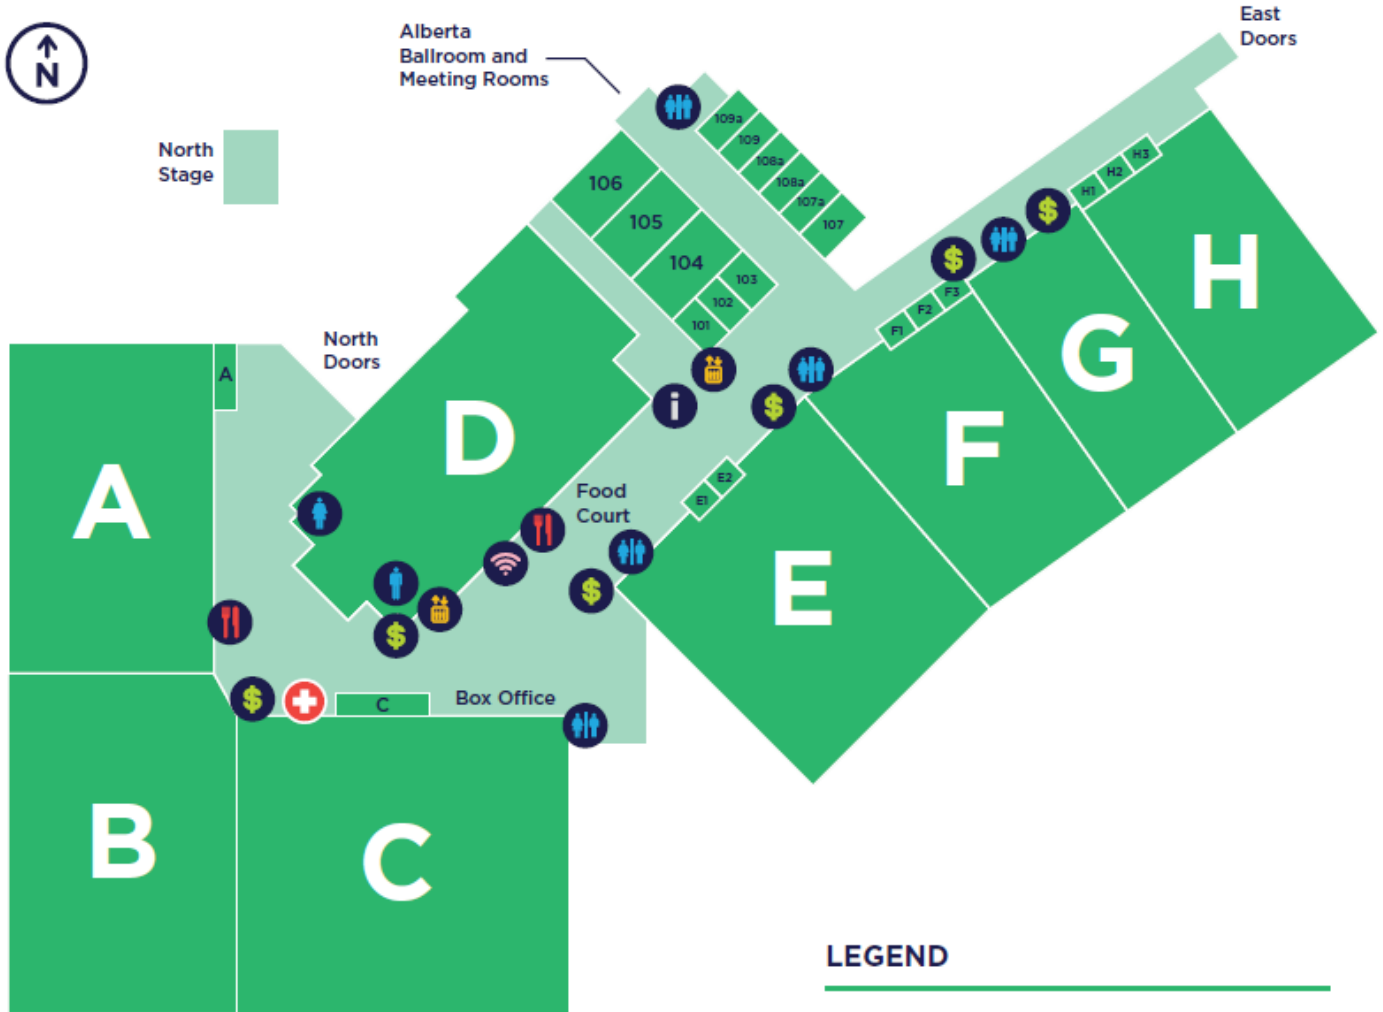 N
Alberta
Ballroom and
Meeting Rooms
East
Doors
North
Stage
109a
109
108a
108a
107a
107
106
105
104
103
102
101
H3
H2
H1
F3
F2
F1
H
G
F
North
Doors
A
D
i
A
E2
E1
Food
Court
E
$
$
$
$
$
$
C
Box Office
B
C
LEGEND